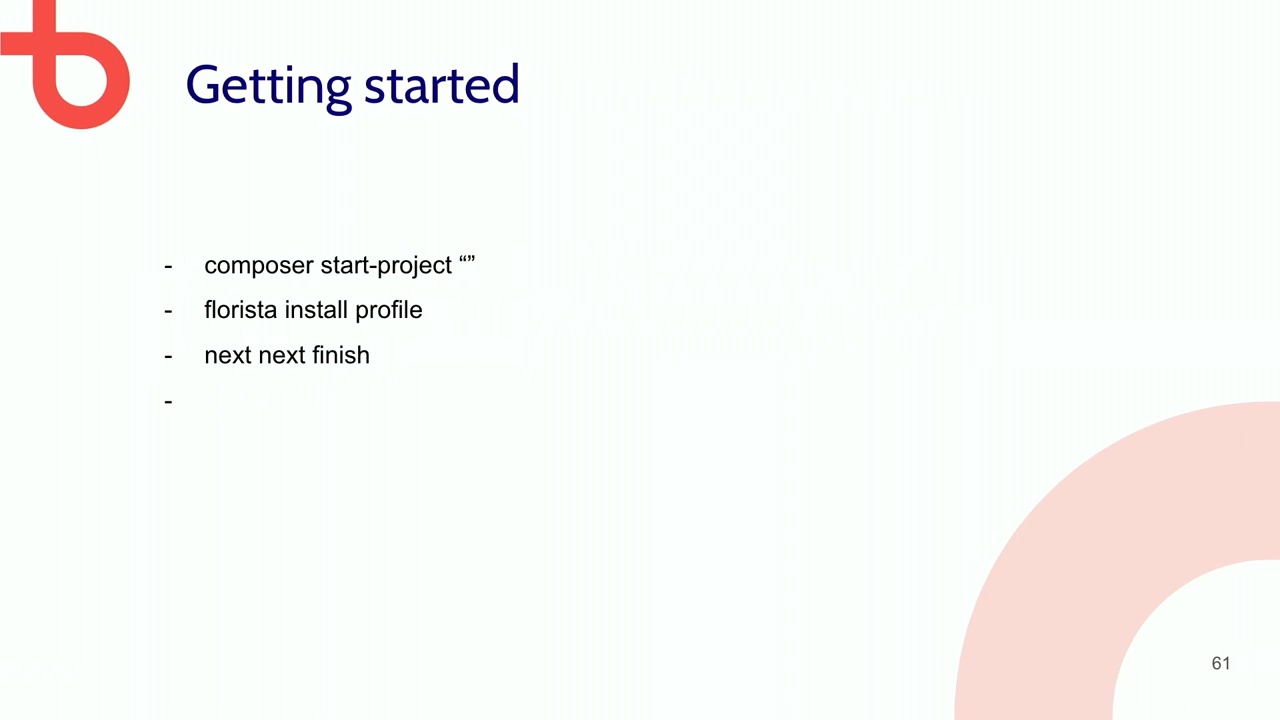 Getting started
- composer start-project “”
- florista install profile
- next next finish
-
61